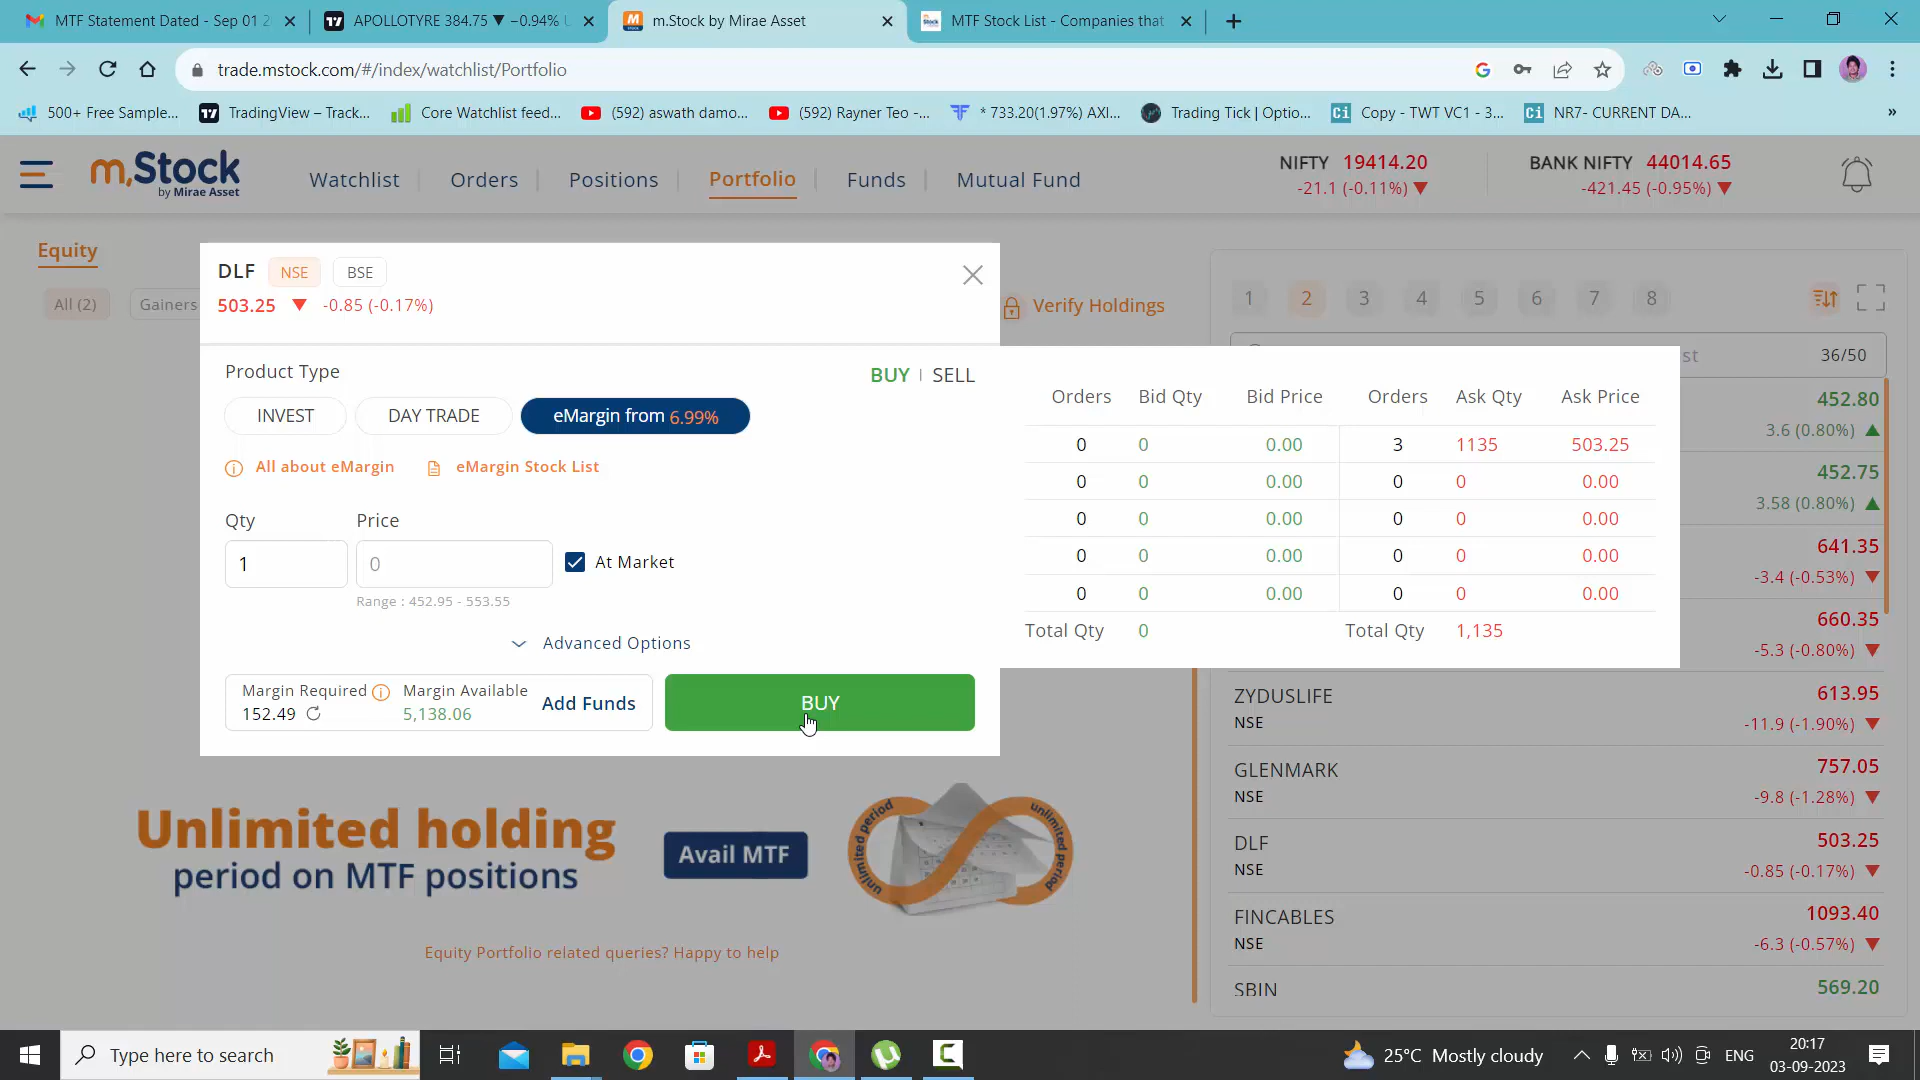 MTF Statement Dated - Sep 01 2
APOLLOTYRE 384.75 ▼ −0.94% U
m.Stock by Mirae Asset
MTF Stock List - Companies that
trade.mstock.com/#/index/watchlist/Portfolio
500+ Free Sample...
TradingView – Track...
Core Watchlist feed...
(592) aswath damo...
(592) Rayner Teo -...
* 733.20(1.97%) AXI...
Trading Tick | Optio...
Copy - TWT VC1 - 3...
NR7- CURRENT DA...
»
m.Stock
by Mirae Asset
Watchlist
Orders
Positions
Portfolio
Funds
Mutual Fund
NIFTY 19414.20
-21.1 (-0.11%) ▼
BANK NIFTY 44014.65
-421.45 (-0.95%) ▼
Equity
All (2)
Gainers
DLF NSE BSE
503.25 ▼ -0.85 (-0.17%)
Verify Holdings
1 2 3 4 5 6 7 8
st 36/50
Product Type
BUY | SELL
INVEST
DAY TRADE
eMargin from 6.99%
All about eMargin
eMargin Stock List
Qty Price
1 0
At Market
Range : 452.95 - 553.55
Advanced Options
Margin Required
152.49
Margin Available
5,138.06
Add Funds
BUY
Orders Bid Qty Bid Price Orders Ask Qty Ask Price
0 0 0.00 3 1135 503.25
0 0 0.00 0 0 0.00
0 0 0.00 0 0 0.00
0 0 0.00 0 0 0.00
0 0 0.00 0 0 0.00
Total Qty 0 Total Qty 1,135
452.80
3.6 (0.80%) ▲
452.75
3.58 (0.80%) ▲
641.35
-3.4 (-0.53%) ▼
660.35
-5.3 (-0.80%) ▼
ZYDUSLIFE 613.95
NSE -11.9 (-1.90%) ▼
GLENMARK 757.05
NSE -9.8 (-1.28%) ▼
DLF 503.25
NSE -0.85 (-0.17%) ▼
FINCABLES 1093.40
NSE -6.3 (-0.57%) ▼
SBIN 569.20
Unlimited holding
period on MTF positions
Avail MTF
unlimited period
unlimited period
Equity Portfolio related queries? Happy to help
Type here to search
25°C Mostly cloudy
ENG
20:17
03-09-2023